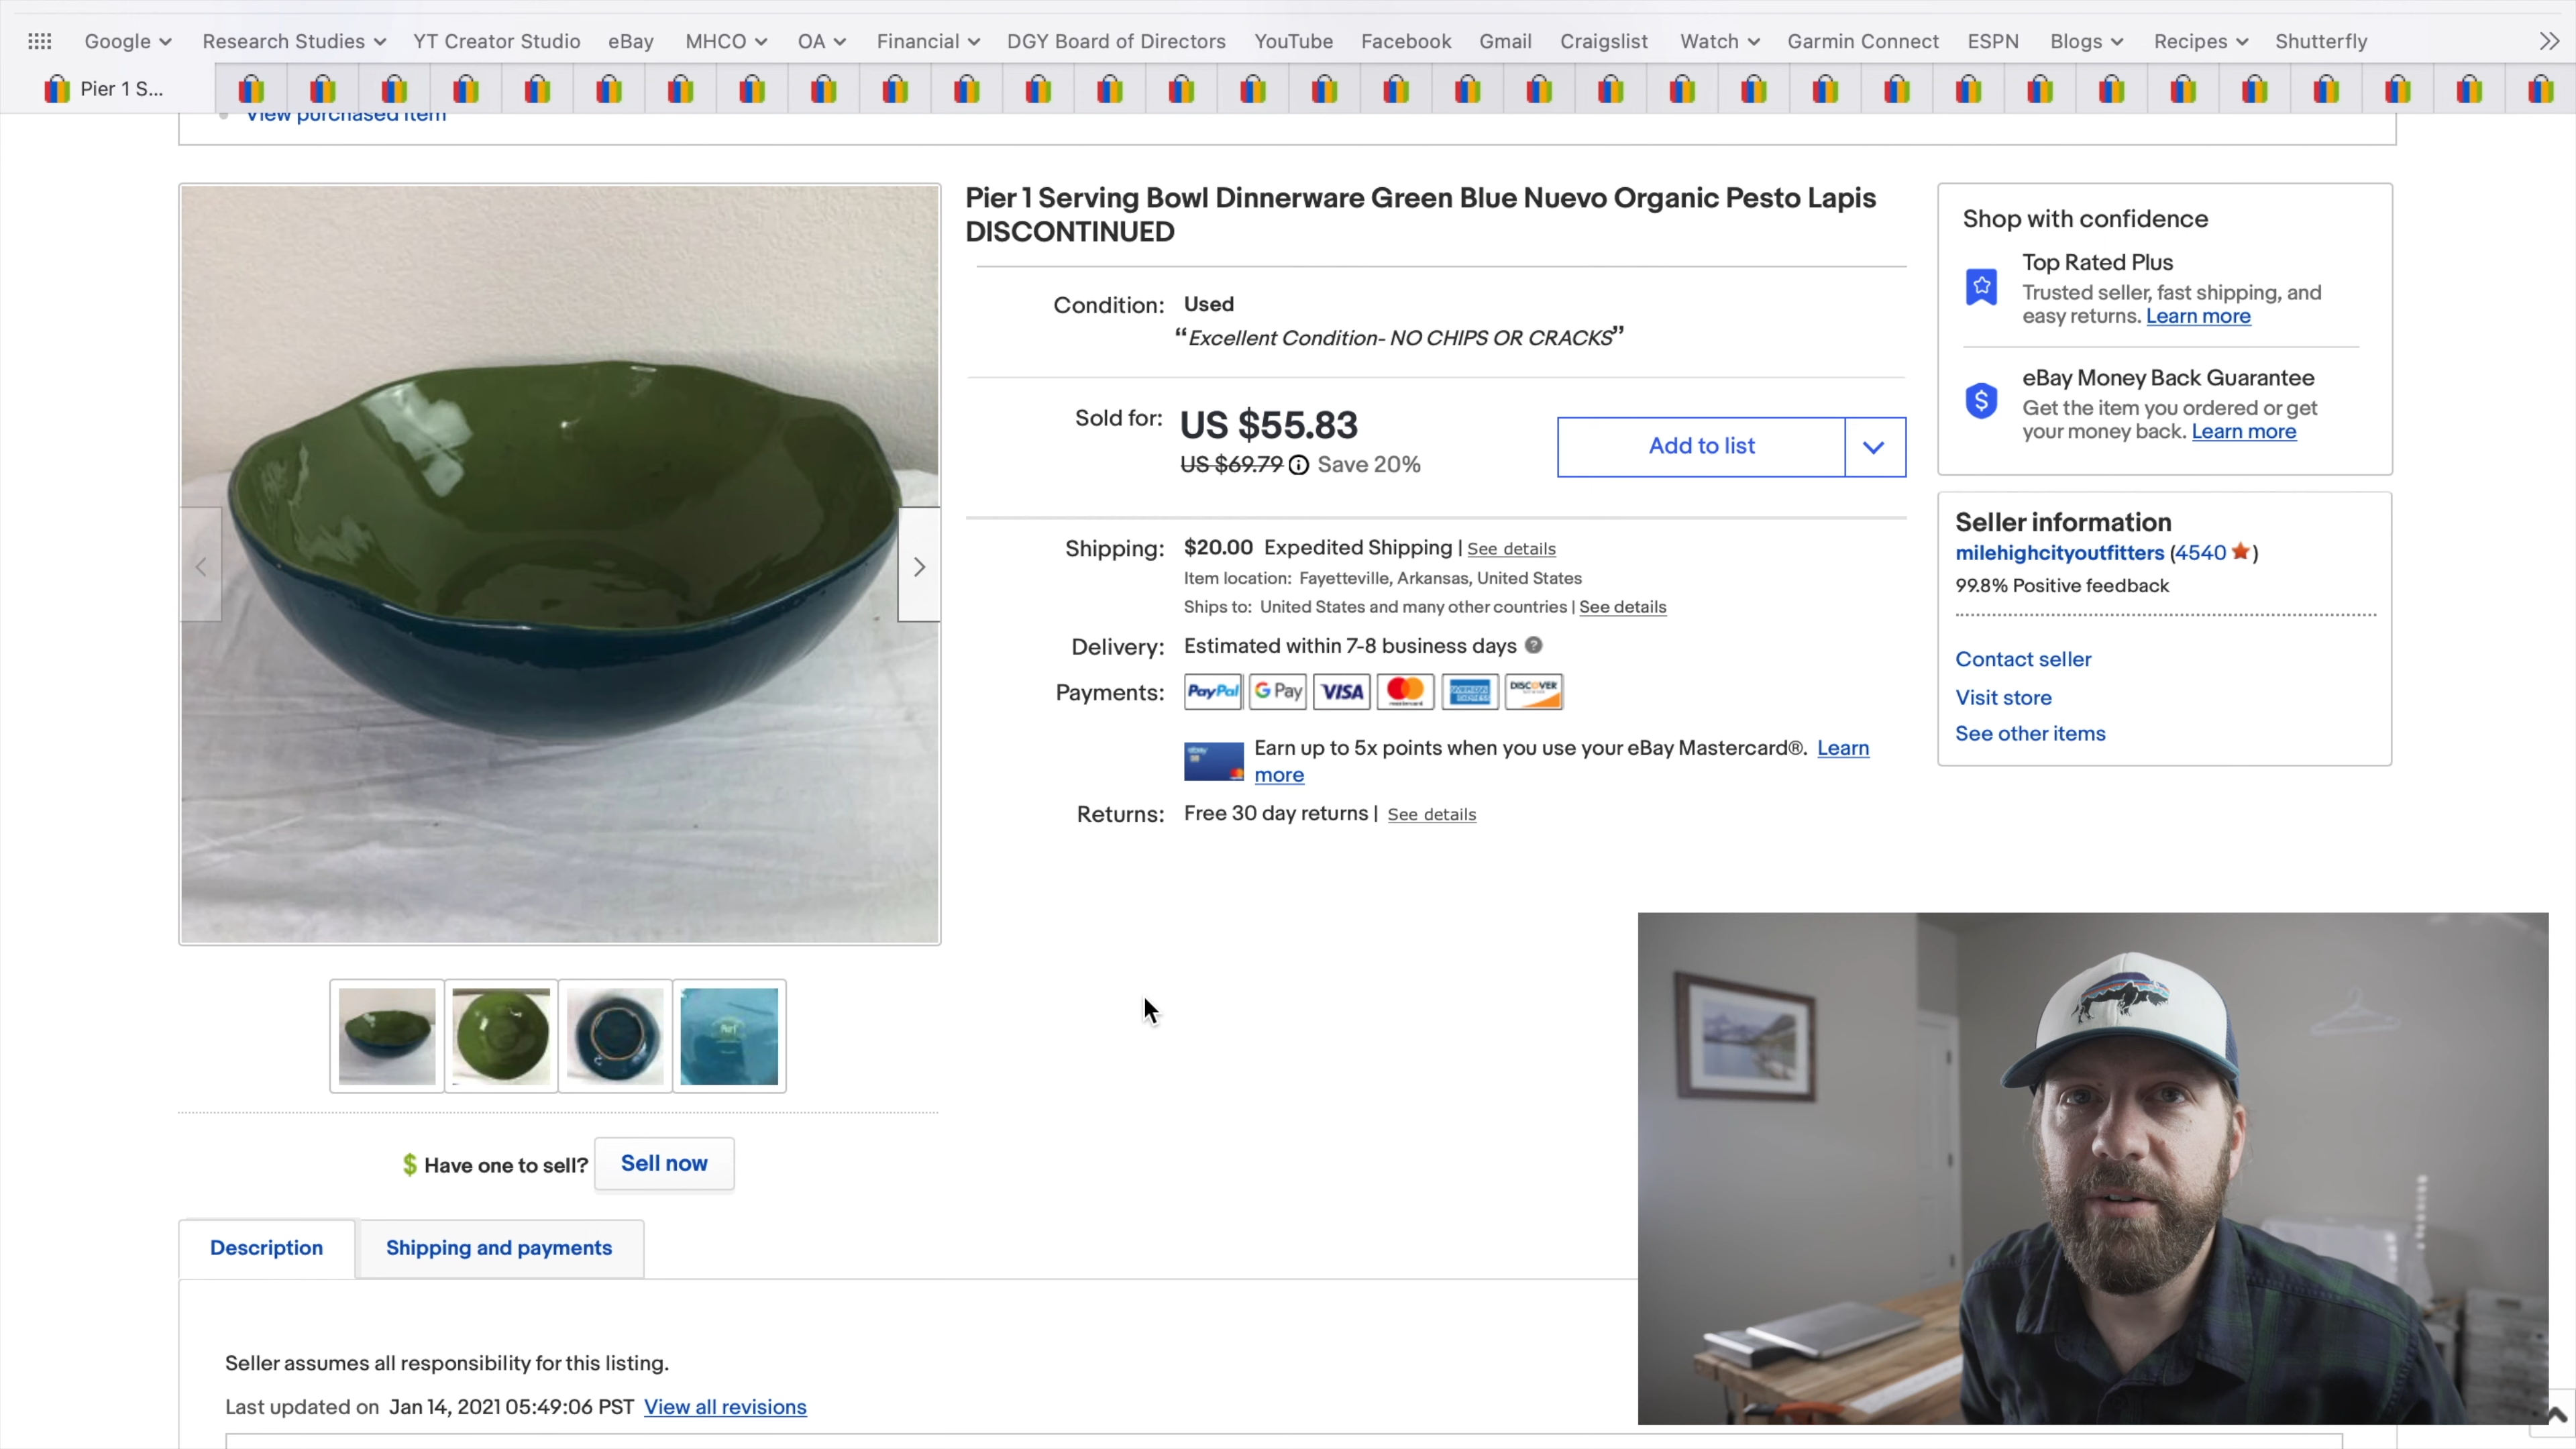 Google Research Studies YT Creator Studio eBay MHCO OA Financial DGY Board of Directors YouTube Facebook Gmail Craigslist Watch Garmin Connect ESPN Blogs Recipes Shutterfly
Pier 1 S...
View purchased item
Pier 1 Serving Bowl Dinnerware Green Blue Nuevo Organic Pesto Lapis
DISCONTINUED
Condition: Used
“Excellent Condition- NO CHIPS OR CRACKS”
Sold for: US $55.83
US $69.79 Save 20%
Add to list
Shipping: $20.00 Expedited Shipping | See details
Item location: Fayetteville, Arkansas, United States
Ships to: United States and many other countries | See details
Delivery: Estimated within 7-8 business days ?
Payments: PayPal G Pay VISA mastercard AMERICAN EXPRESS DISCOVER
ebay
Earn up to 5x points when you use your eBay Mastercard®. Learn
more
Returns: Free 30 day returns | See details
Shop with confidence
Top Rated Plus
Trusted seller, fast shipping, and
easy returns. Learn more
$
eBay Money Back Guarantee
Get the item you ordered or get
your money back. Learn more
Seller information
milehighcityoutfitters (4540)
99.8% Positive feedback
Contact seller
Visit store
See other items
$ Have one to sell? Sell now
Description Shipping and payments
Seller assumes all responsibility for this listing.
Last updated on Jan 14, 2021 05:49:06 PST View all revisions